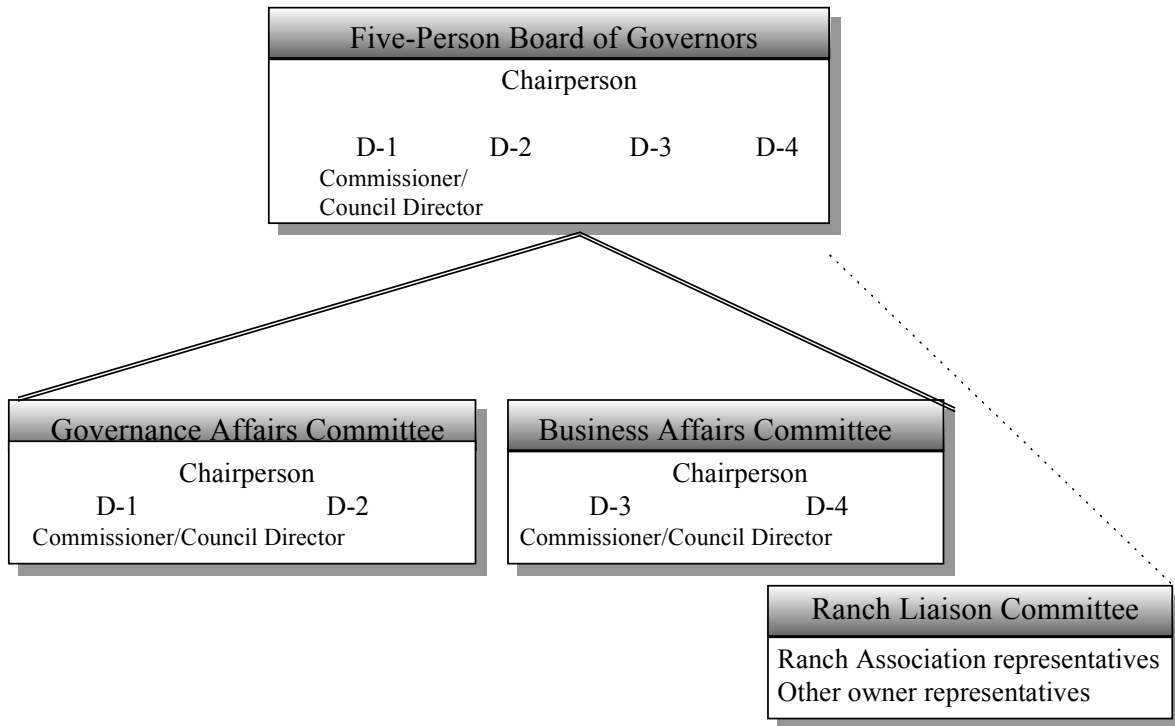 Five-Person Board of Governors
Chairperson
D-1 D-2 D-3 D-4
Commissioner/
Council Director
Governance Affairs Committee
Chairperson
D-1 D-2
Commissioner/Council Director
Business Affairs Committee
Chairperson
D-3 D-4
Commissioner/Council Director
Ranch Liaison Committee
Ranch Association representatives
Other owner representatives